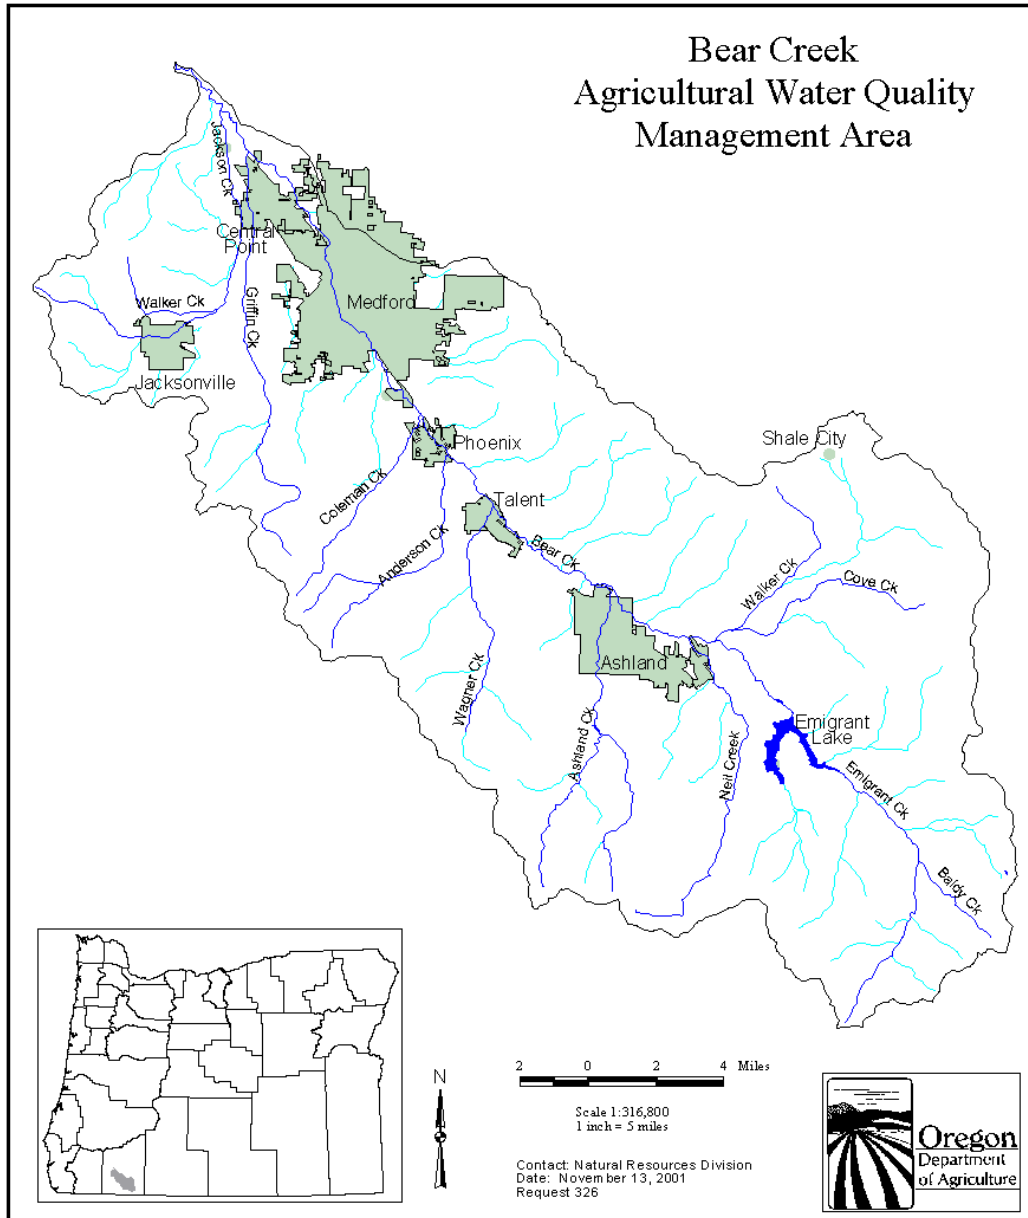 Bear Creek
Agricultural Water Quality
Management Area
Jackson Ck
Central
Point
Medford
Walker Ck
Griffin Ck
Jacksonville
Phoenix
Shale City
Coleman Ck
Talent
Anderson Ck
Bear Ck
Walker Ck
Cove Ck
Ashland
Wagner Ck
Ashland Ck
Neil Creek
Emigrant
Lake
Emigrant Ck
Baldy Ck
N
2 0 2 4 Miles
Scale 1:316,800
1 inch = 5 miles
Contact: Natural Resources Division
Date: November 13, 2001
Request 326
Oregon
Department
of Agriculture